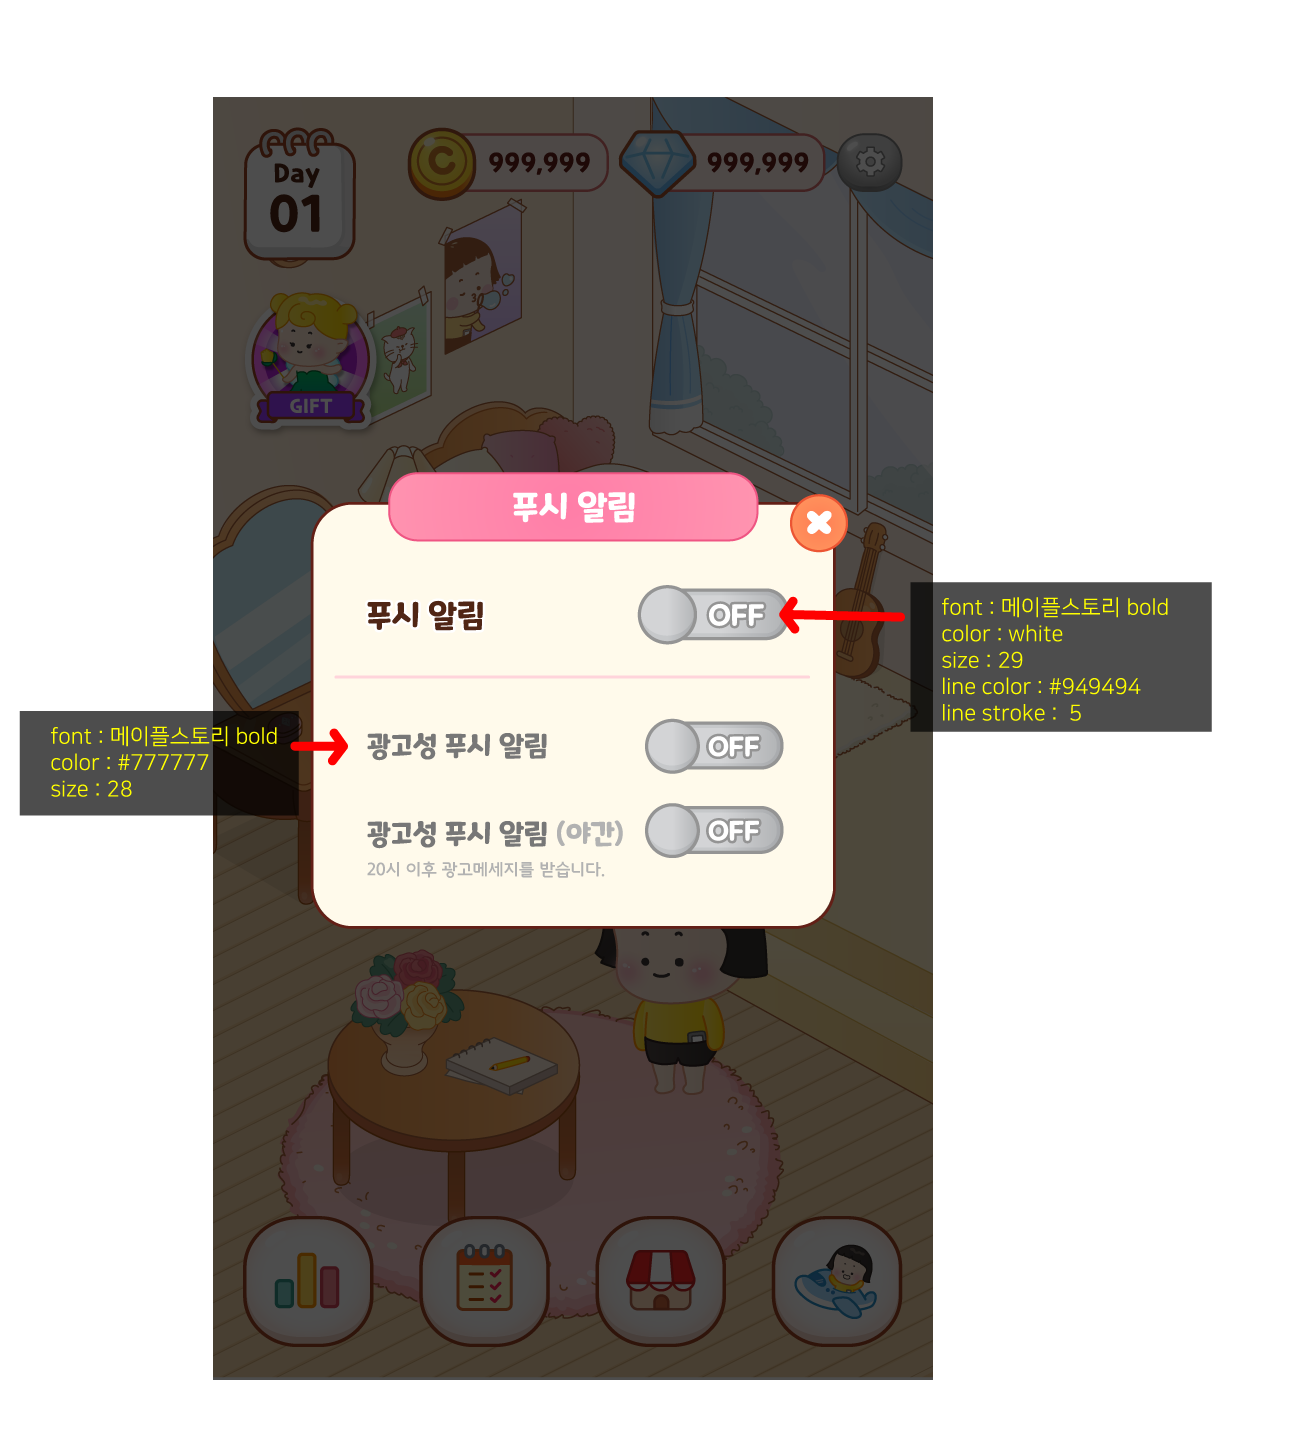 Day
01
999,999
999,999
GIFT
푸시 알림
푸시 알림
OFF
font : 메이플스토리 bold
color : white
size : 29
line color : #949494
line stroke :  5
font : 메이플스토리 bold
color : #777777
size : 28
광고성 푸시 알림
OFF
광고성 푸시 알림 (야간)
OFF
20시 이후 광고메세지를 받습니다.